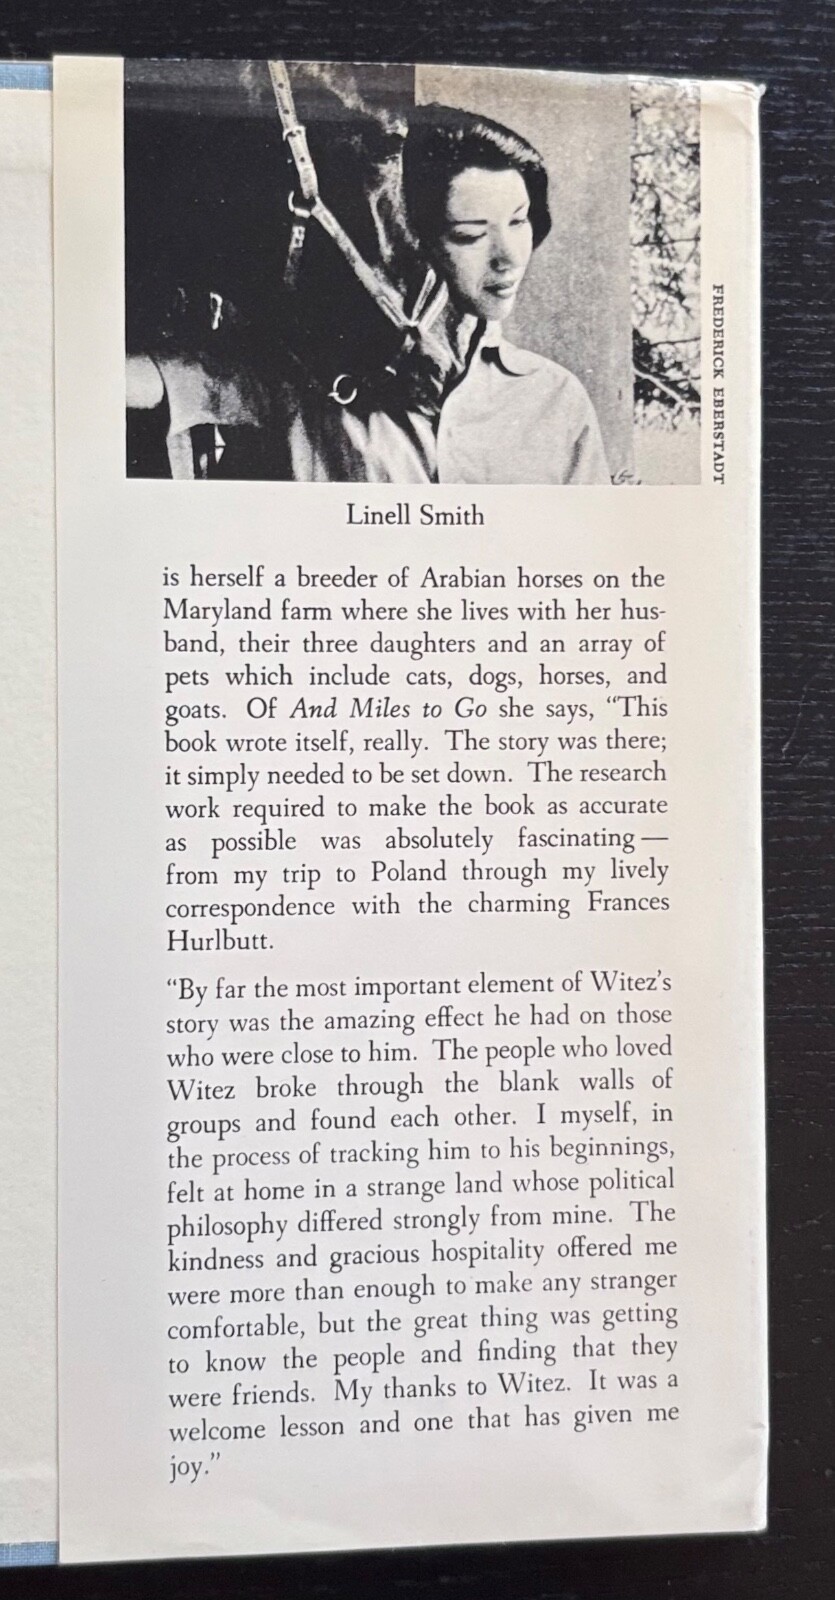 FREDERICK EBERSTADT
Linell Smith
is herself a breeder of Arabian horses on the
Maryland farm where she lives with her hus-
band, their three daughters and an array of
pets which include cats, dogs, horses, and
goats. Of And Miles to Go she says, “This
book wrote itself, really. The story was there;
it simply needed to be set down. The research
work required to make the book as accurate
as possible was absolutely fascinating—
from my trip to Poland through my lively
correspondence with the charming Frances
Hurlbutt.
“By far the most important element of Witez’s
story was the amazing effect he had on those
who were close to him. The people who loved
Witez broke through the blank walls of
groups and found each other. I myself, in
the process of tracking him to his beginnings,
felt at home in a strange land whose political
philosophy differed strongly from mine. The
kindness and gracious hospitality offered me
were more than enough to make any stranger
comfortable, but the great thing was getting
to know the people and finding that they
were friends. My thanks to Witez. It was a
welcome lesson and one that has given me
joy.”